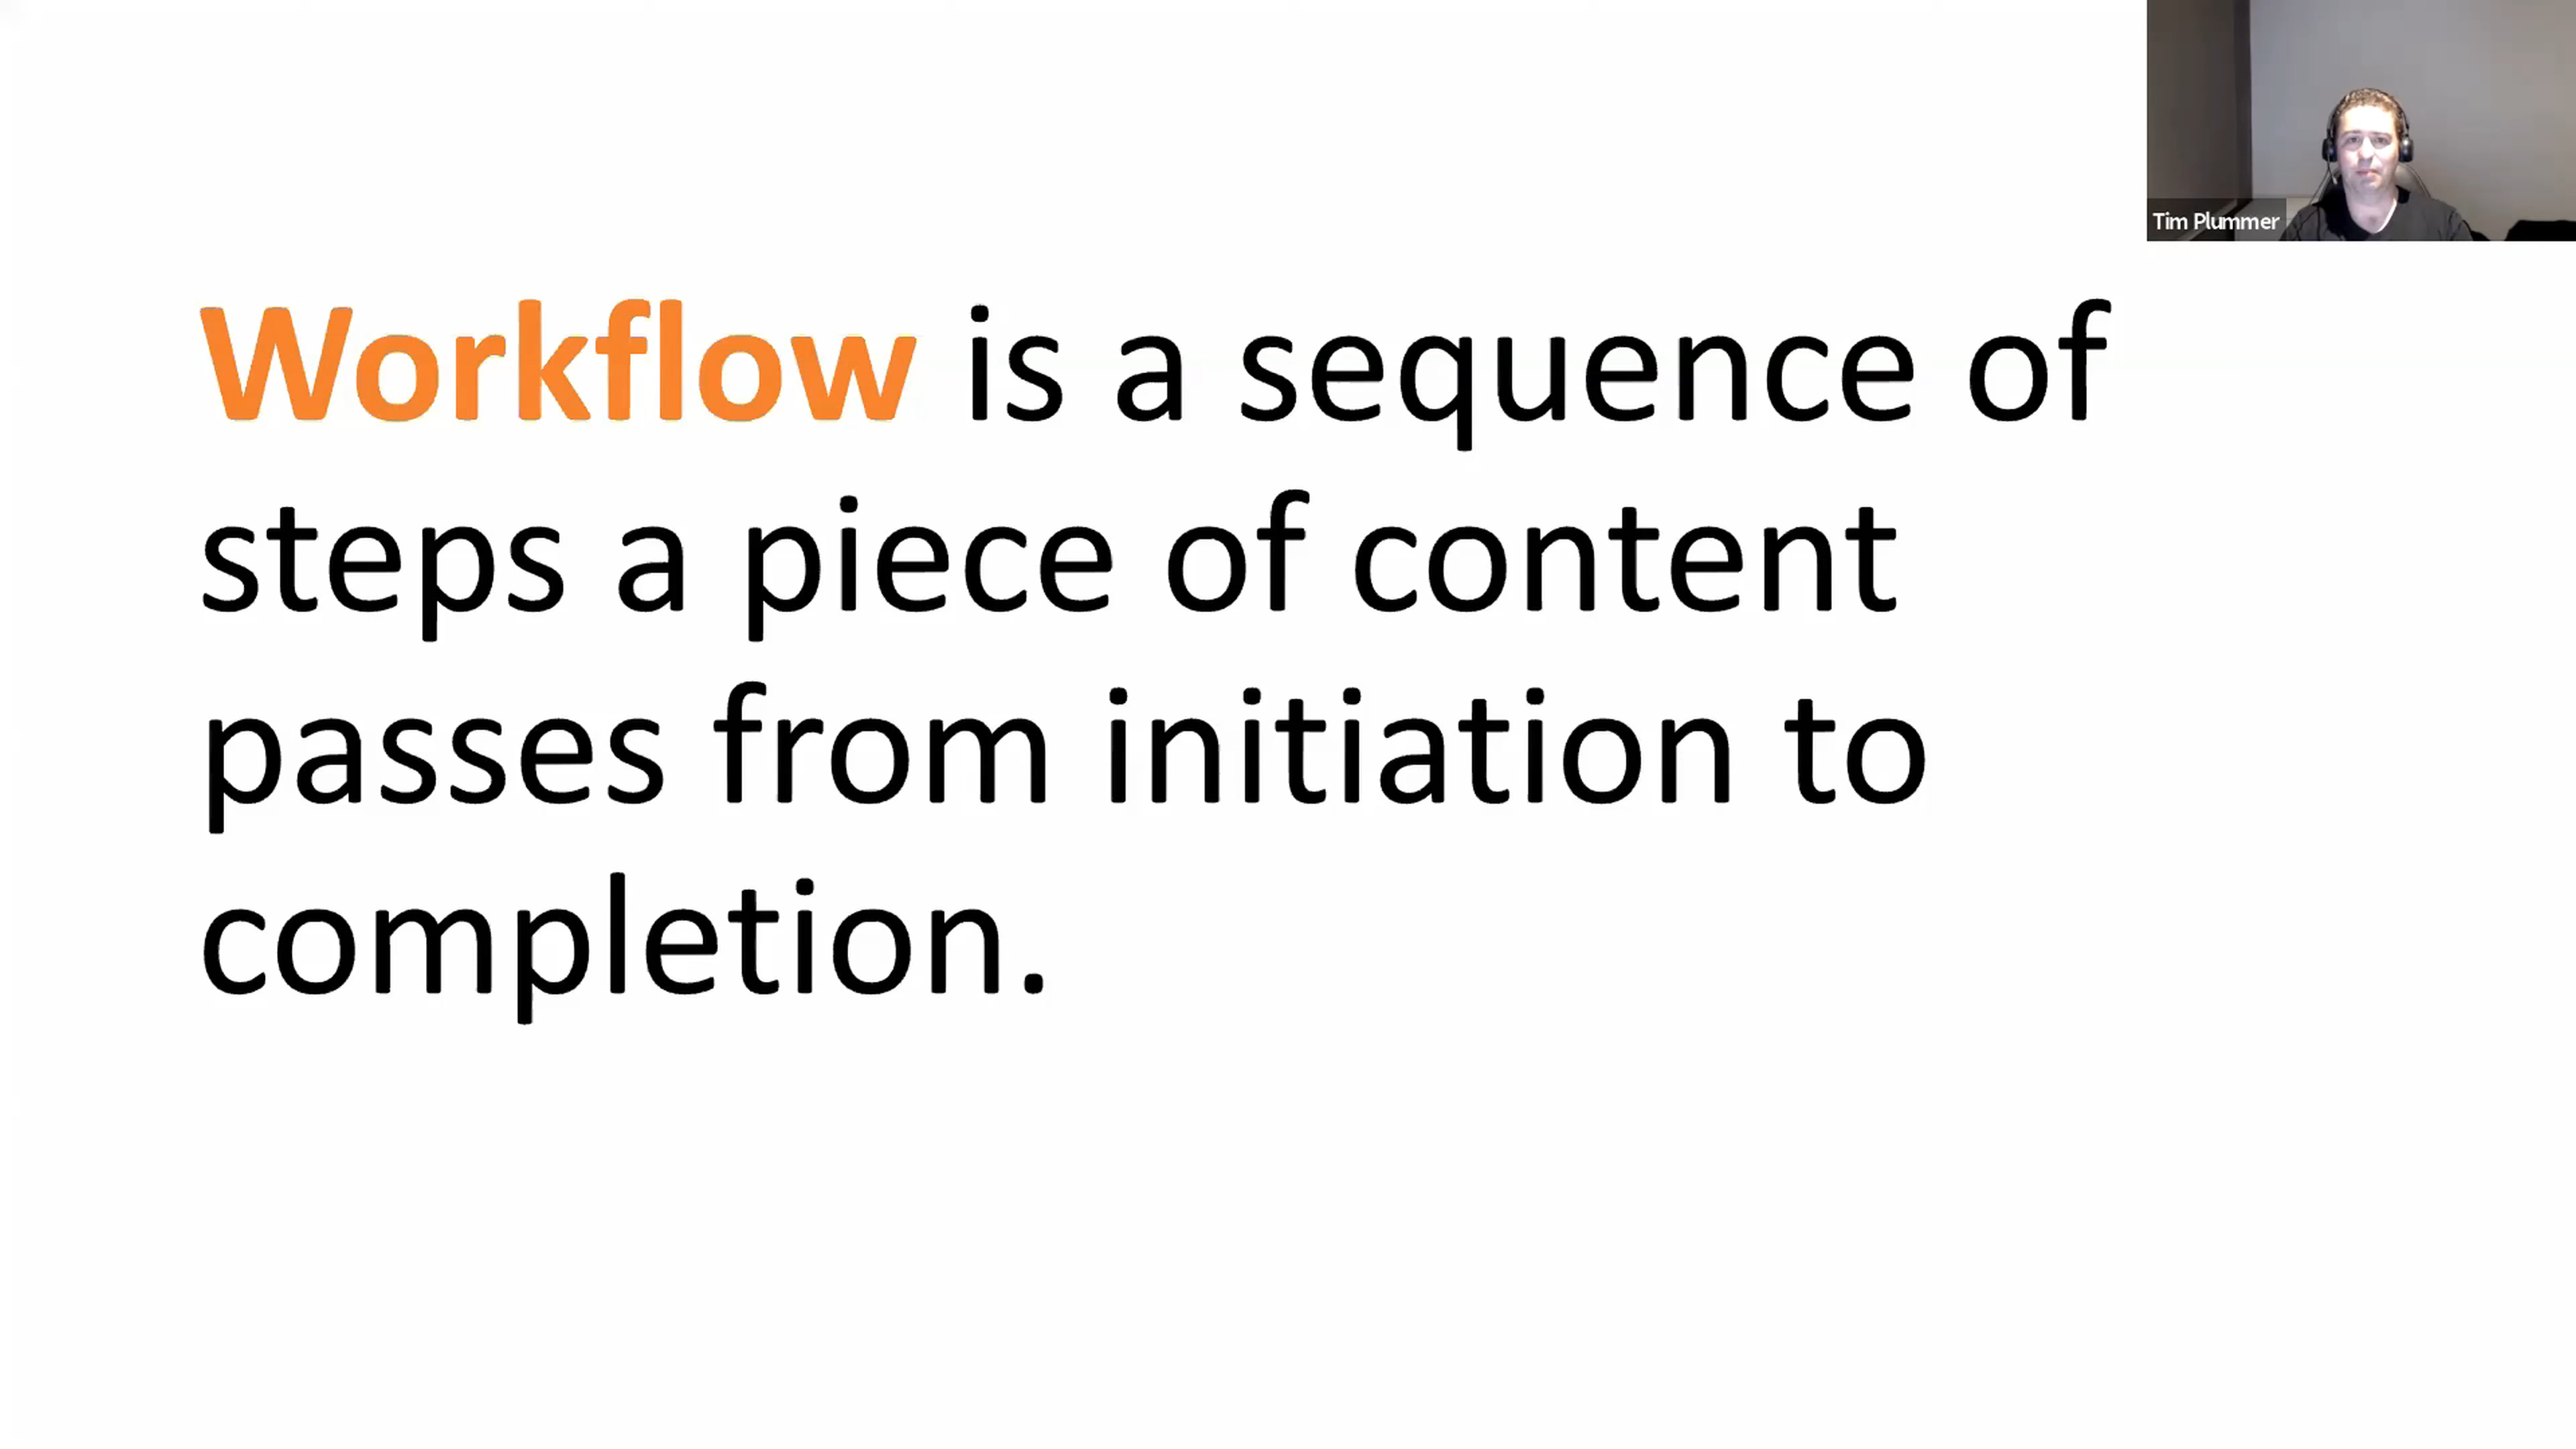 Tim Plummer
Workflow is a sequence of
steps a piece of content
passes from initiation to
completion.